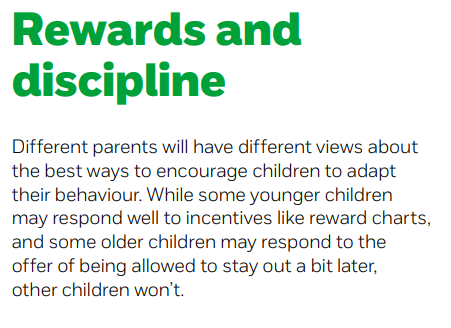 Rewards and
discipline
Different parents will have different views about
the best ways to encourage children to adapt
their behaviour. While some younger children
may respond well to incentives like reward charts,
and some older children may respond to the
offer of being allowed to stay out a bit later,
other children won’t.